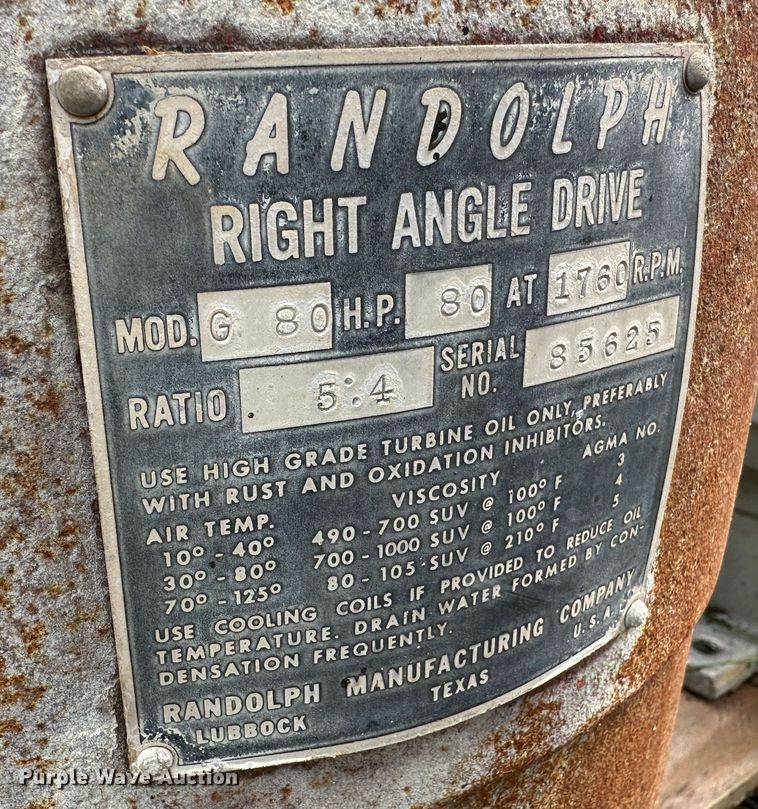 RANDOLPH
RIGHT ANGLE DRIVE
MOD. G 80 H.P. 80 AT 1760 R.P.M.
RATIO 5:4 SERIAL NO. 85625
USE HIGH GRADE TURBINE OIL ONLY, PREFERABLY
WITH RUST AND OXIDATION INHIBITORS.
AIR TEMP. VISCOSITY AGMA NO.
10° - 40° 490 - 700 SUV @ 100° F 3
30° - 80° 700 - 1000 SUV @ 100° F 4
70° - 125° 80 - 105 SUV @ 210° F 5
USE COOLING COILS IF PROVIDED TO REDUCE OIL
TEMPERATURE. DRAIN WATER FORMED BY CON-
DENSATION FREQUENTLY.
RANDOLPH MANUFACTURING COMPANY
LUBBOCK TEXAS U.S.A.
Purple Wave Auction